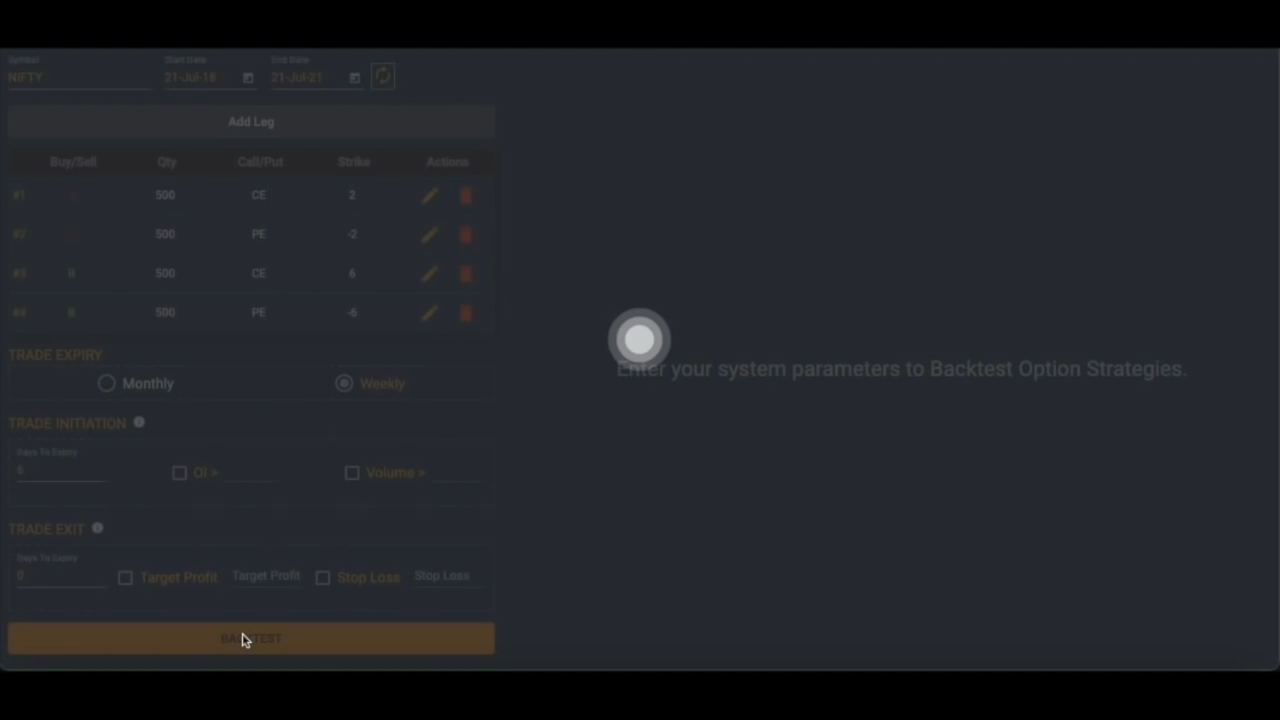 Symbol Start Date End Date
NIFTY 21-Jul-18 21-Jul-21
Add Leg
Buy/Sell Qty Call/Put Strike Actions
#1 500 CE 2
#2 500 PE -2
#3 B 500 CE 6
#4 B 500 PE -6
TRADE EXPIRY
Monthly Weekly
Enter your system parameters to Backtest Option Strategies.
TRADE INITIATION
Days To Expiry
6 OI > Volume >
TRADE EXIT
Days To Expiry
0 Target Profit Target Profit Stop Loss Stop Loss
BACKTEST